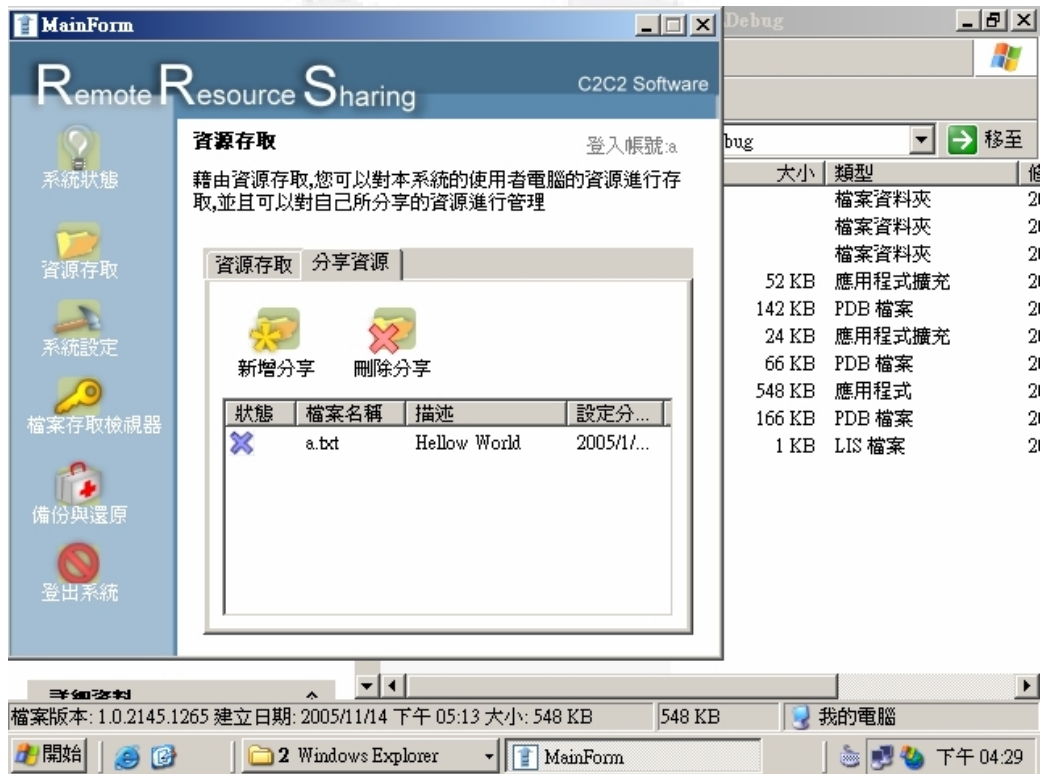 MainForm
Remote Resource Sharing
C2C2 Software
系統狀態
資源存取
系統設定
檔案存取檢視器
備份與還原
登出系統
資源存取
登入帳號:a
藉由資源存取,您可以對本系統的使用者電腦的資源進行存
取,並且可以對自己所分享的資源進行管理
資源存取 分享資源
新增分享 刪除分享
狀態 檔案名稱 描述 設定分...
a.txt Hellow World 2005/1/...
Debug
bug 移至
大小 類型
檔案資料夾
檔案資料夾
檔案資料夾
52 KB 應用程式擴充
142 KB PDB 檔案
24 KB 應用程式擴充
66 KB PDB 檔案
548 KB 應用程式
166 KB PDB 檔案
1 KB LIS 檔案
詳細資料
檔案版本: 1.0.2145.1265 建立日期: 2005/11/14 下午 05:13 大小: 548 KB 548 KB 我的電腦
開始 2 Windows Explorer MainForm 下午 04:29